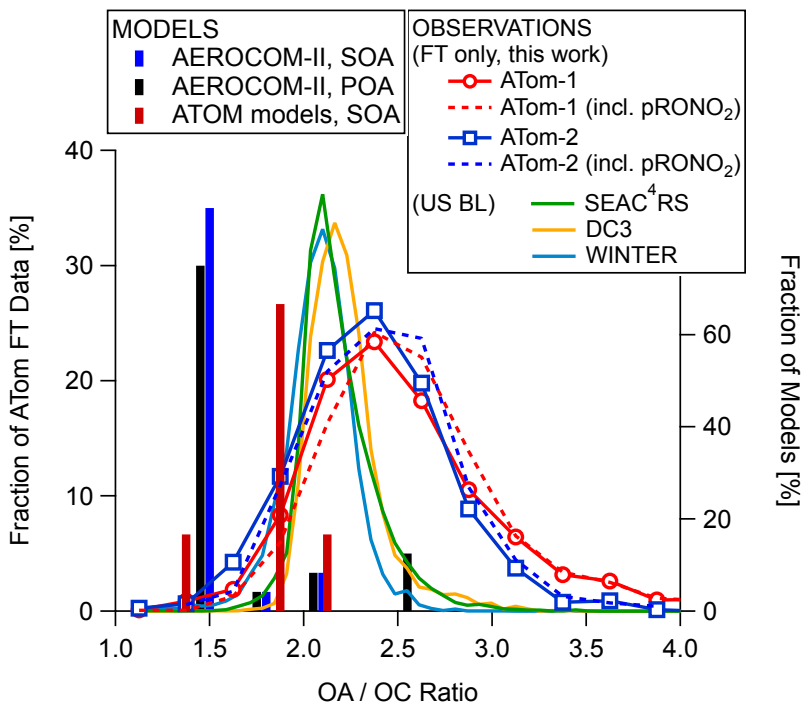 MODELS
AEROCOM-II, SOA
AEROCOM-II, POA
ATOM models, SOA
OBSERVATIONS
(FT only, this work)
ATom-1
ATom-1 (incl. pRONO₂)
ATom-2
ATom-2 (incl. pRONO₂)
(US BL) SEAC⁴RS
DC3
WINTER
Fraction of ATom FT Data [%]
40
30
20
10
0
Fraction of Models [%]
60
40
20
0
1.0 1.5 2.0 2.5 3.0 3.5 4.0
OA / OC Ratio